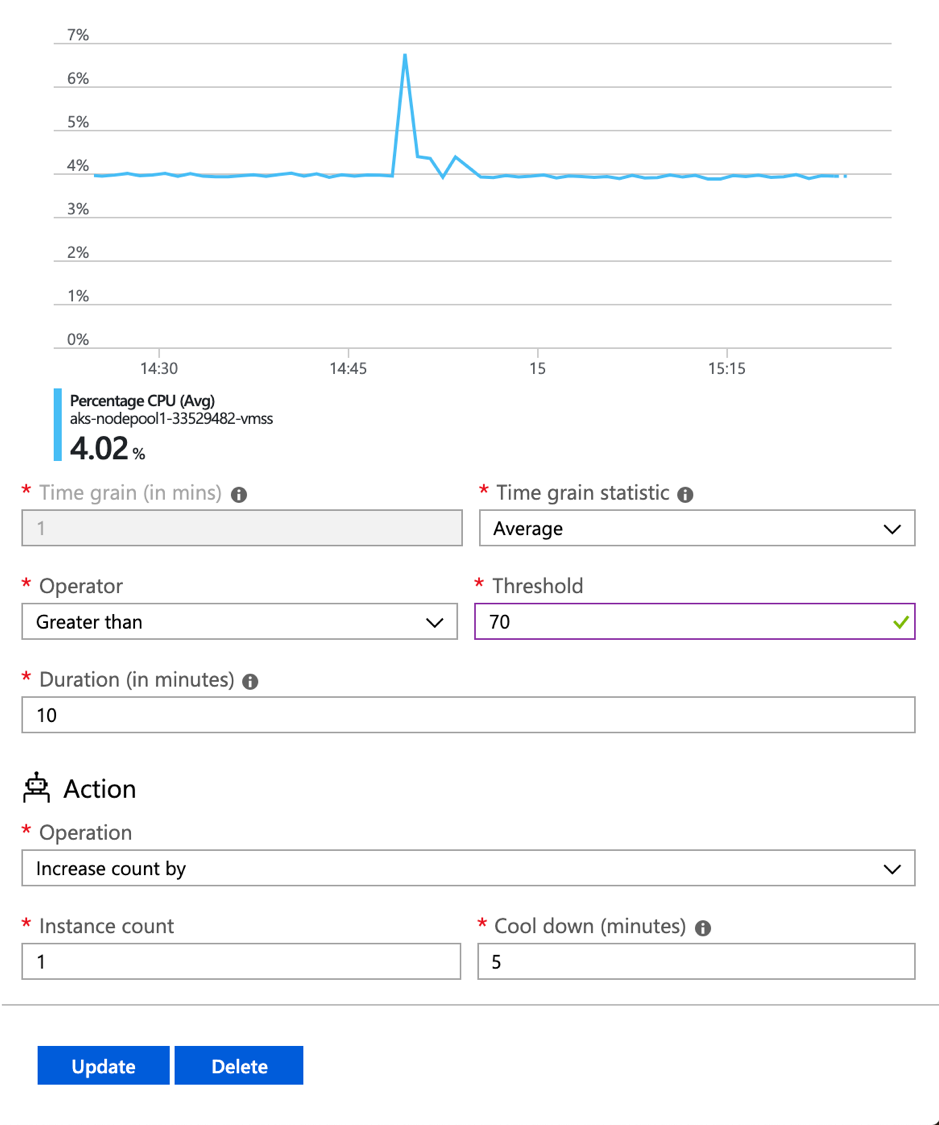 7%
6%
5%
4%
3%
2%
1%
0%
14:30 14:45 15 15:15
Percentage CPU (Avg)
aks-nodepool1-33529482-vmss
4.02 %
* Time grain (in mins) * Time grain statistic
1 Average
* Operator * Threshold
Greater than 70
* Duration (in minutes)
10
Action
* Operation
Increase count by
* Instance count * Cool down (minutes)
1 5
Update Delete